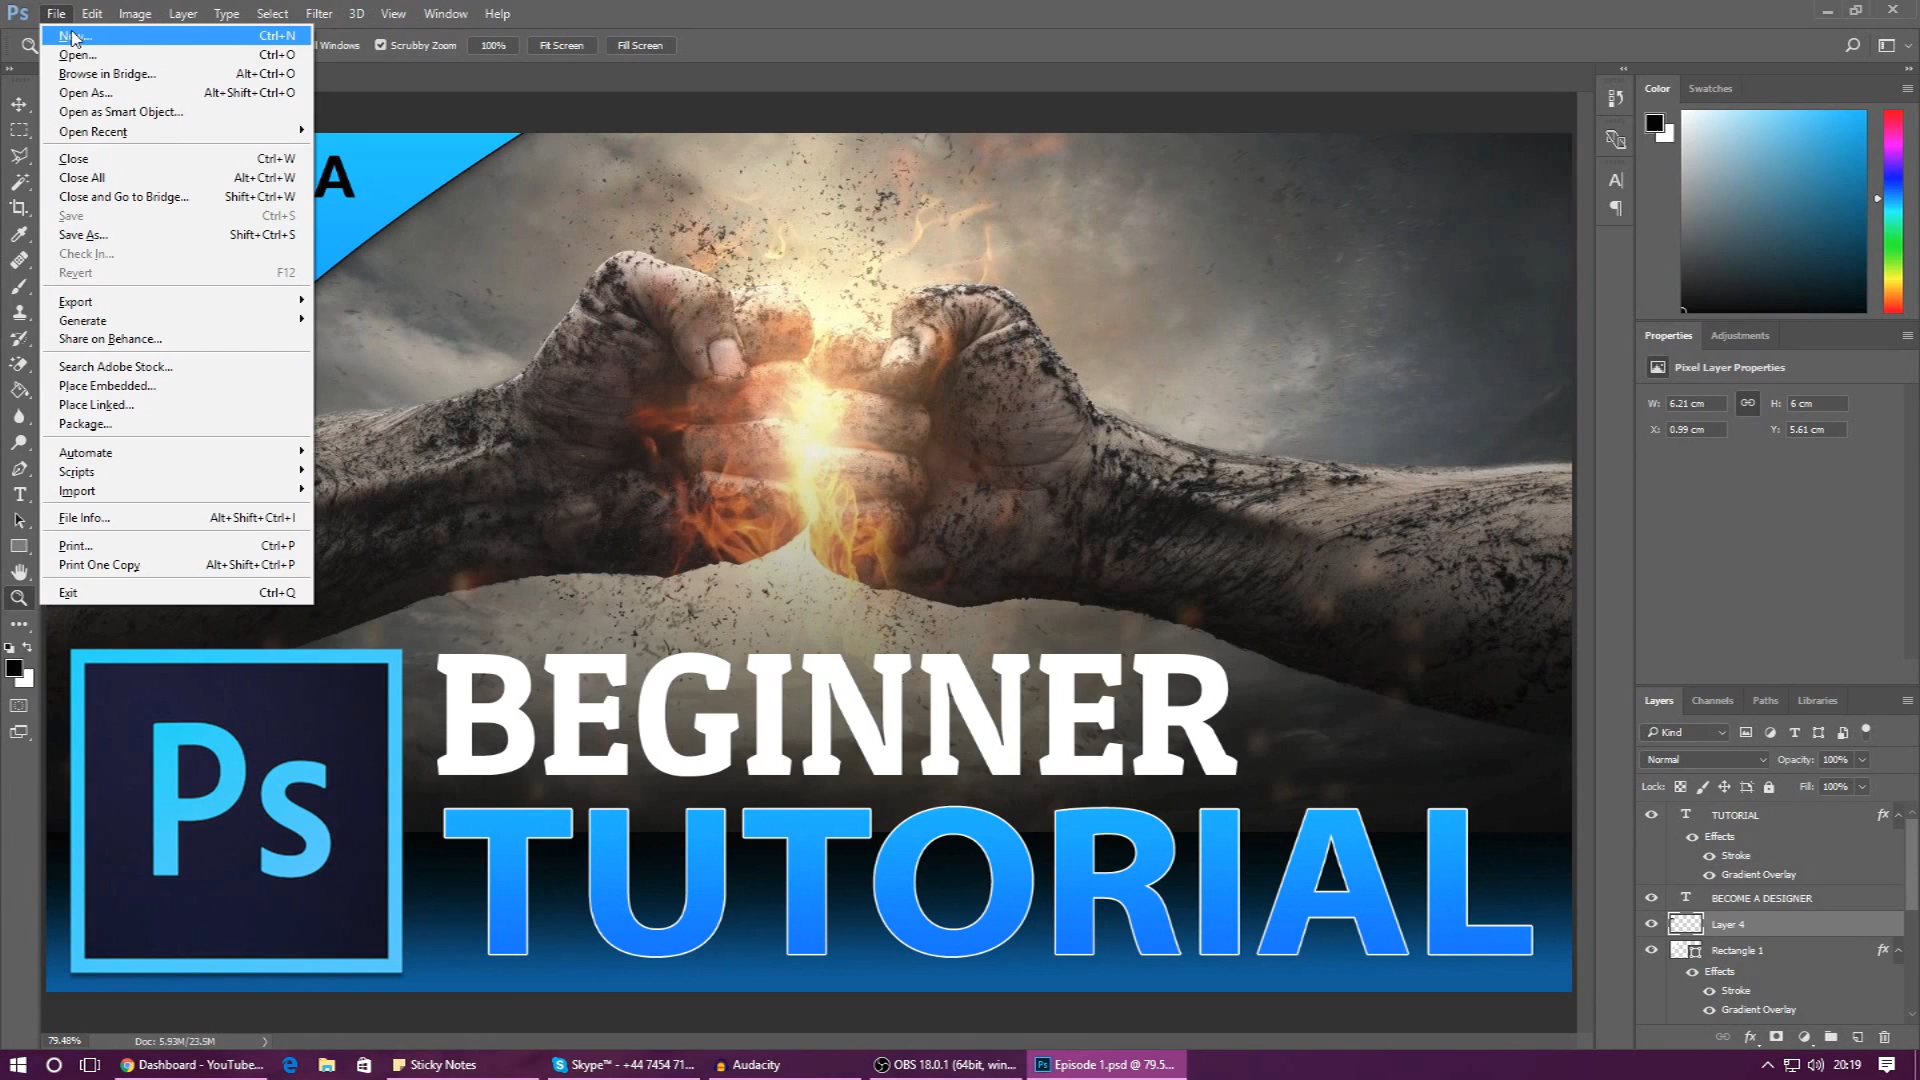 Ps File Edit Image Layer Type Select Filter 3D View Window Help
Windows Scrubby Zoom 100% Fit Screen Fill Screen
New... Ctrl+N
Open... Ctrl+O
Browse in Bridge... Alt+Ctrl+O
Open As... Alt+Shift+Ctrl+O
Open as Smart Object...
Open Recent
Close Ctrl+W
Close All Alt+Ctrl+W
Close and Go to Bridge... Shift+Ctrl+W
Save Ctrl+S
Save As... Shift+Ctrl+S
Check In...
Revert F12
Export
Generate
Share on Behance...
Search Adobe Stock...
Place Embedded...
Place Linked...
Package...
Automate
Scripts
Import
File Info... Alt+Shift+Ctrl+I
Print... Ctrl+P
Print One Copy Alt+Shift+Ctrl+P
Exit Ctrl+Q
A
Ps
BEGINNER
TUTORIAL
Color Swatches
Properties Adjustments
Pixel Layer Properties
W: 6.21 cm H: 6 cm
X: 0.99 cm Y: 5.61 cm
Layers Channels Paths Libraries
Kind
Normal Opacity: 100%
Lock: Fill: 100%
T TUTORIAL fx
Effects
Stroke
Gradient Overlay
T BECOME A DESIGNER
Layer 4
Rectangle 1 fx
Effects
Stroke
Gradient Overlay
79.48% Doc: 5.93M/23.5M
Dashboard - YouTube... Sticky Notes Skype™ - +44 7454 71... Audacity OBS 18.0.1 (64bit, win... Episode 1.psd @ 79.5... 20:19